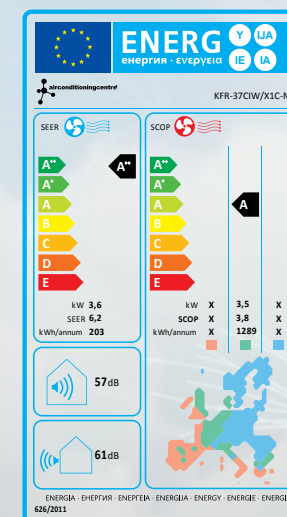 ENERG Y IJA
енергия · ενεργεια IE IA
airconditioningcentre
KFR-37CIW/X1C-M
SEER SCOP
A++ A++ A++
A+ A+
A A A
B B
C C
D D
E E
kW 3,6 kW X 3,5 X
SEER 6,2 SCOP X 3,8 X
kWh/annum 203 kWh/annum X 1289 X
57dB
61dB
ENERGIA · ЕНЕРГИЯ · ΕΝΕΡΓΕΙΑ · ENERGIJA · ENERGY · ENERGIE · ENERGI
626/2011